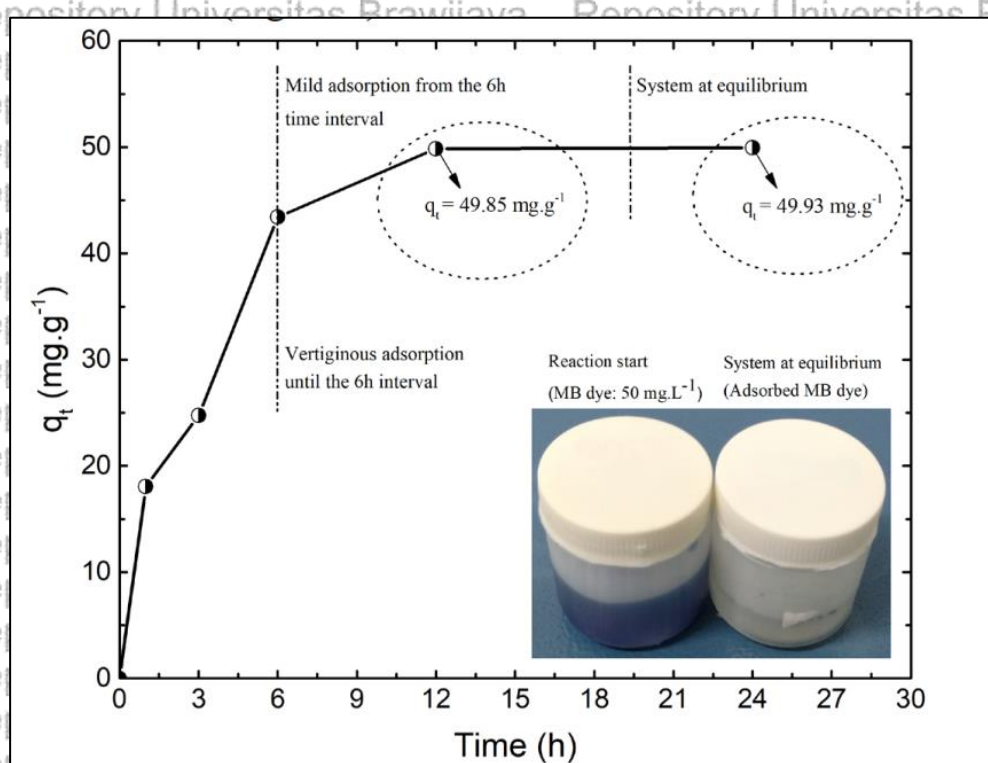 Repository Universitas Brawijaya Repository Universitas B
60
50
40
30
20
10
0
qt (mg.g-1)
Mild adsorption from the 6h
time interval
System at equilibrium
qt = 49.85 mg.g-1
qt = 49.93 mg.g-1
Vertiginous adsorption
until the 6h interval
Reaction start
(MB dye: 50 mg.L-1)
System at equilibrium
(Adsorbed MB dye)
0 3 6 9 12 15 18 21 24 27 30
Time (h)